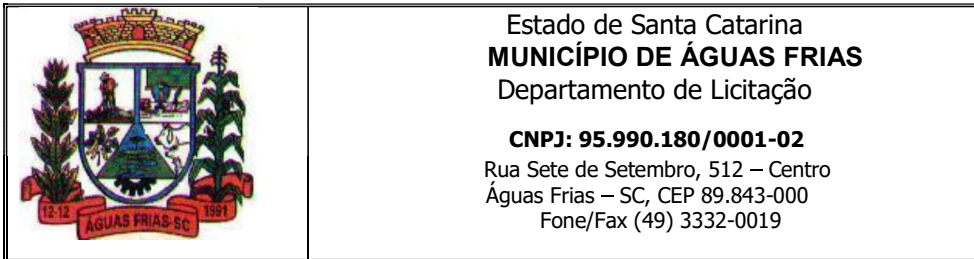 12-12
ÁGUAS FRIAS-SC
1991
Estado de Santa Catarina
MUNICÍPIO DE ÁGUAS FRIAS
Departamento de Licitação
CNPJ: 95.990.180/0001-02
Rua Sete de Setembro, 512 – Centro
Águas Frias – SC, CEP 89.843-000
Fone/Fax (49) 3332-0019